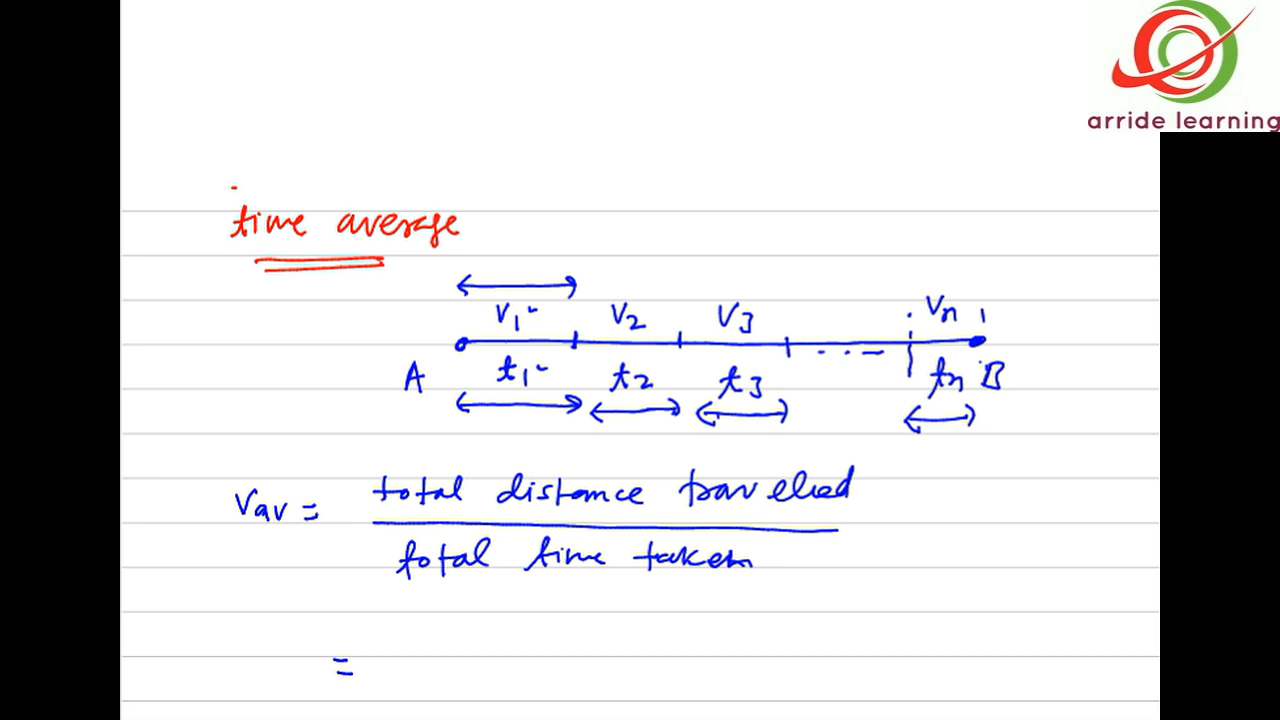 arride learning
time average
V1 V2 V3 Vn
A t1 t2 t3 ... tn B
Vav = total distance travelled
total time taken
=